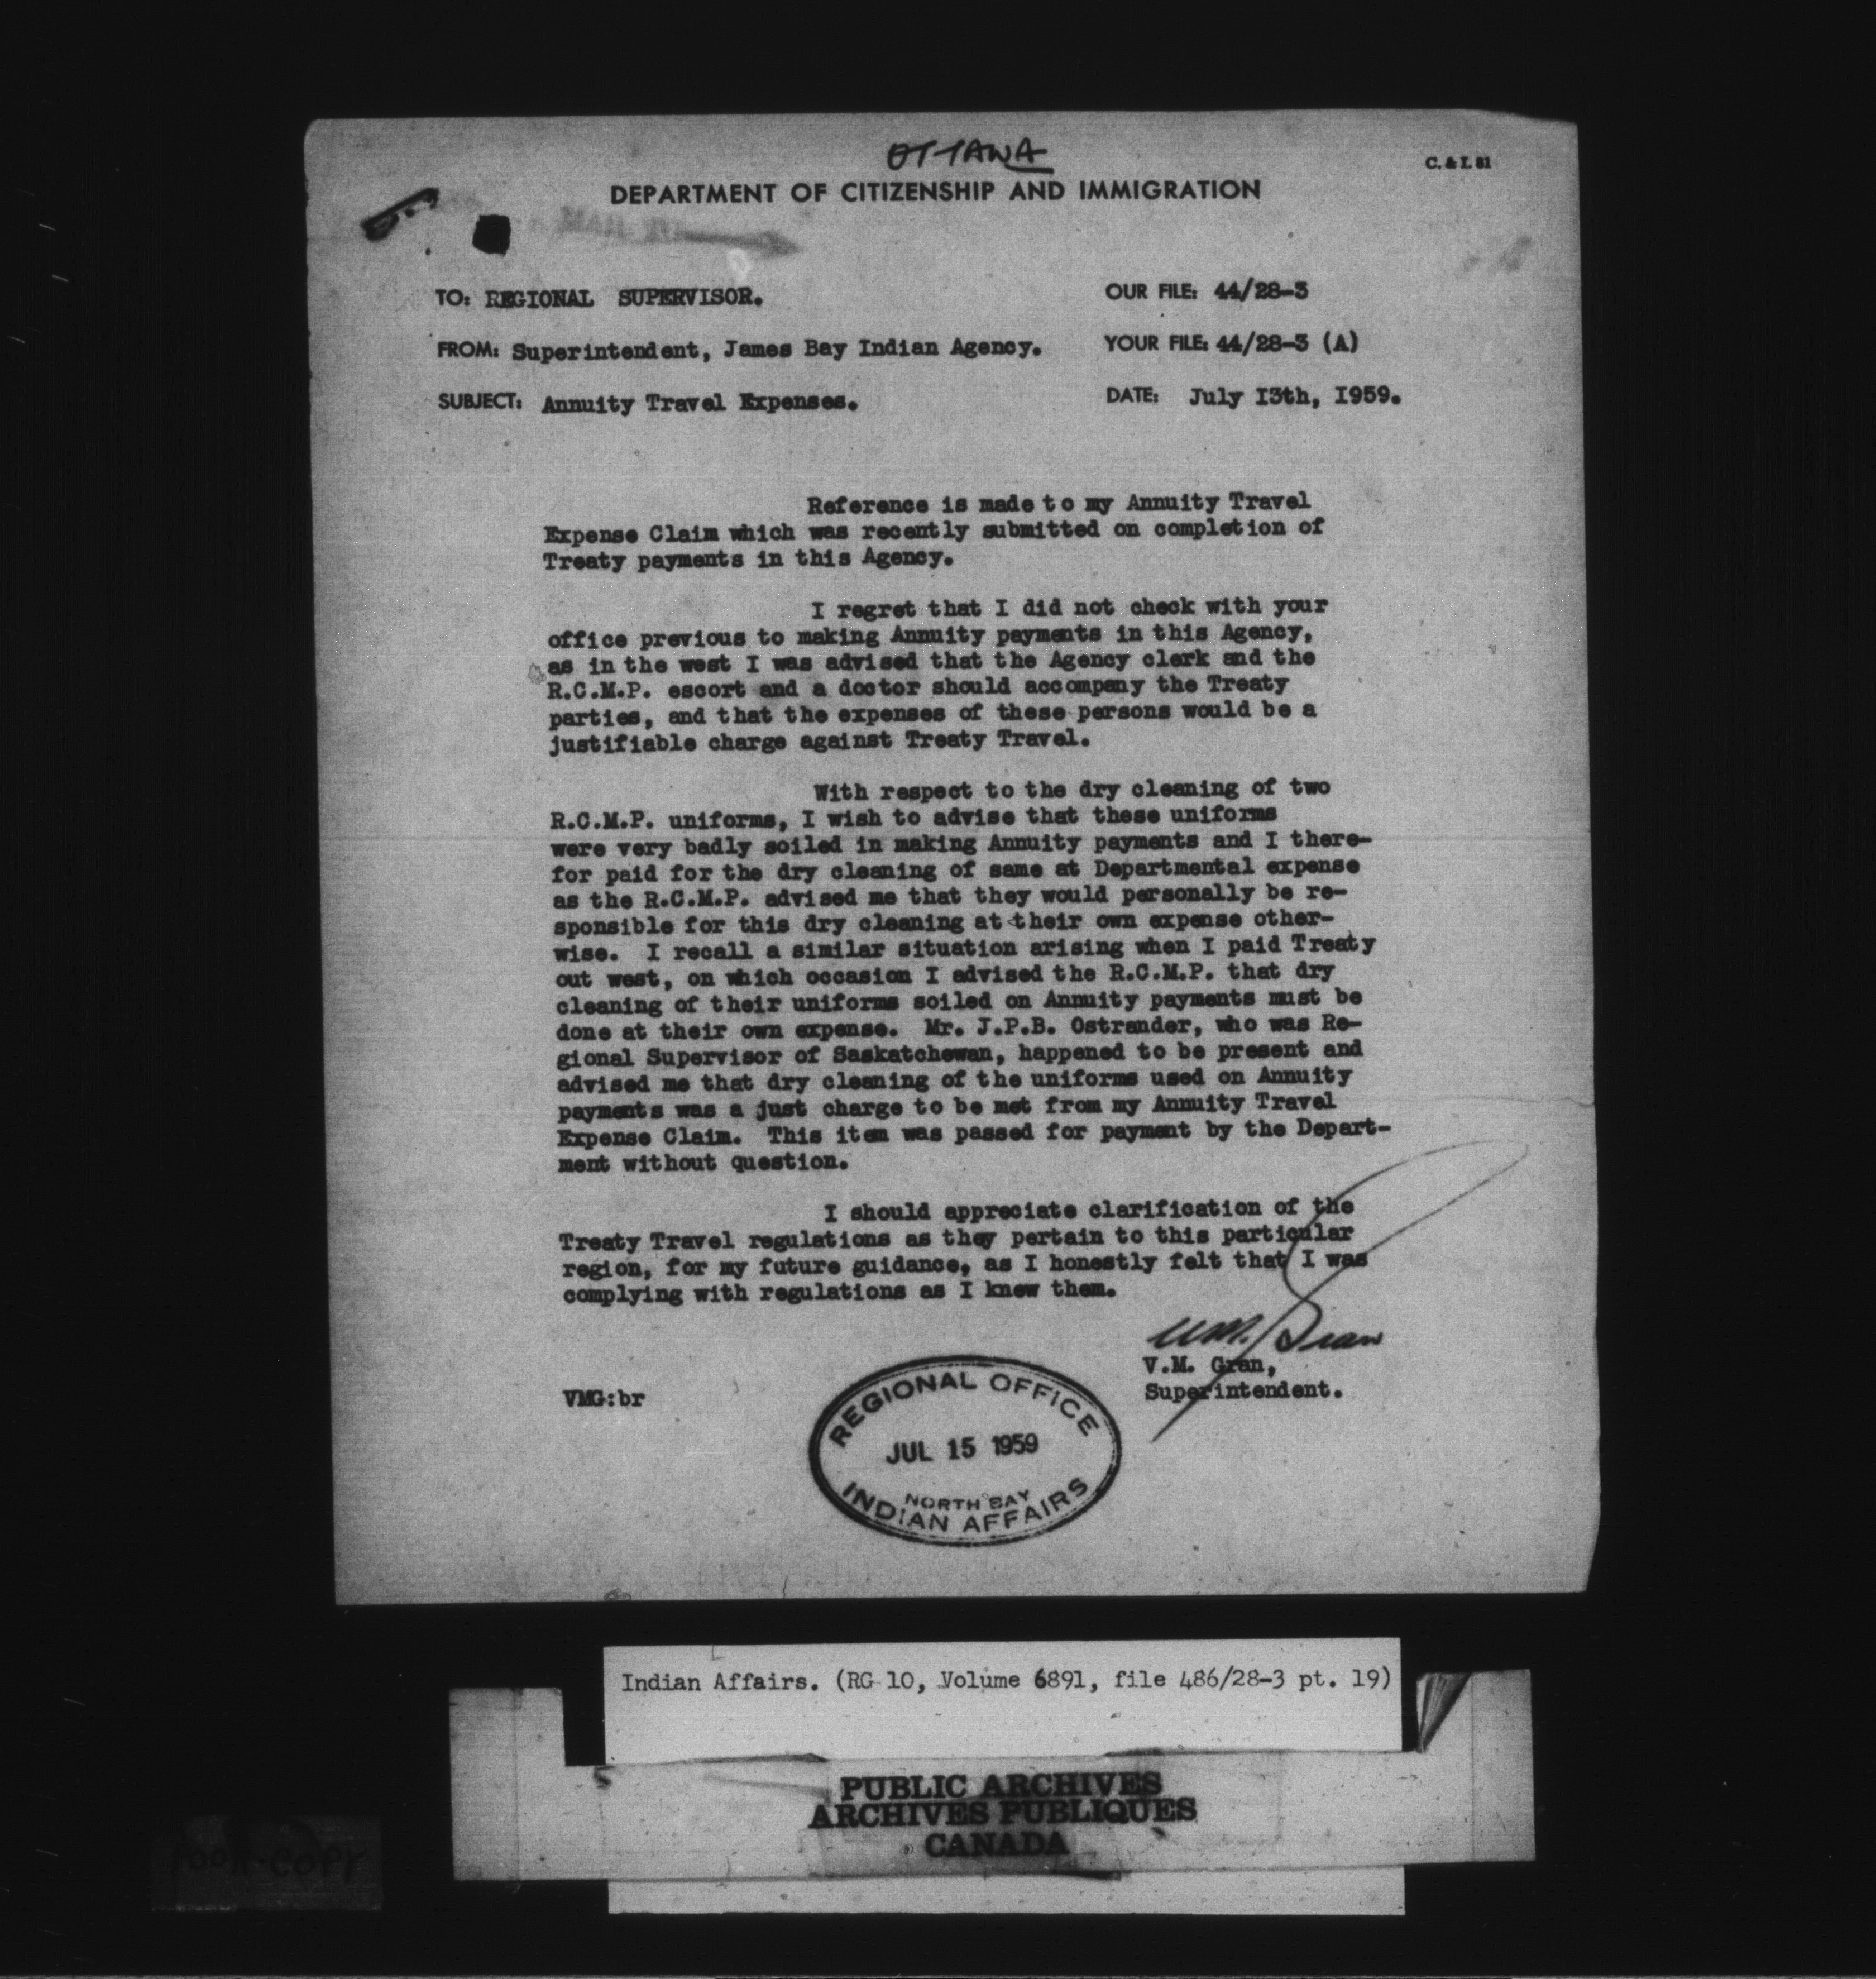 OTTAWA
C. & I. 81
DEPARTMENT OF CITIZENSHIP AND IMMIGRATION
MAIL
TO: REGIONAL SUPERVISOR.
OUR FILE: 44/28-3
FROM: Superintendent, James Bay Indian Agency.
YOUR FILE: 44/28-3 (A)
SUBJECT: Annuity Travel Expenses.
DATE: July I3th, I959.
Reference is made to my Annuity Travel
Expense Claim which was recently submitted on completion of
Treaty payments in this Agency.
I regret that I did not check with your
office previous to making Annuity payments in this Agency,
as in the west I was advised that the Agency clerk and the
R.C.M.P. escort and a doctor should accompany the Treaty
parties, and that the expenses of these persons would be a
justifiable charge against Treaty Travel.
With respect to the dry cleaning of two
R.C.M.P. uniforms, I wish to advise that these uniforms
were very badly soiled in making Annuity payments and I there-
for paid for the dry cleaning of same at Departmental expense
as the R.C.M.P. advised me that they would personally be re-
sponsible for this dry cleaning at their own expense other-
wise. I recall a similar situation arising when I paid Treaty
out west, on which occasion I advised the R.C.M.P. that dry
cleaning of their uniforms soiled on Annuity payments must be
done at their own expense. Mr. J.P.B. Ostrander, who was Re-
gional Supervisor of Saskatchewan, happened to be present and
advised me that dry cleaning of the uniforms used on Annuity
payments was a just charge to be met from my Annuity Travel
Expense Claim. This item was passed for payment by the Depart-
ment without question.
I should appreciate clarification of the
Treaty Travel regulations as they pertain to this particular
region, for my future guidance, as I honestly felt that I was
complying with regulations as I knew them.
V.M. Gran
V.M. Gran,
Superintendent.
VMG:br
REGIONAL OFFICE
JUL 15 1959
NORTH BAY
INDIAN AFFAIRS
Indian Affairs. (RG 10, Volume 6891, file 486/28-3 pt. 19)
PUBLIC ARCHIVES
ARCHIVES PUBLIQUES
CANADA
POOR COPY